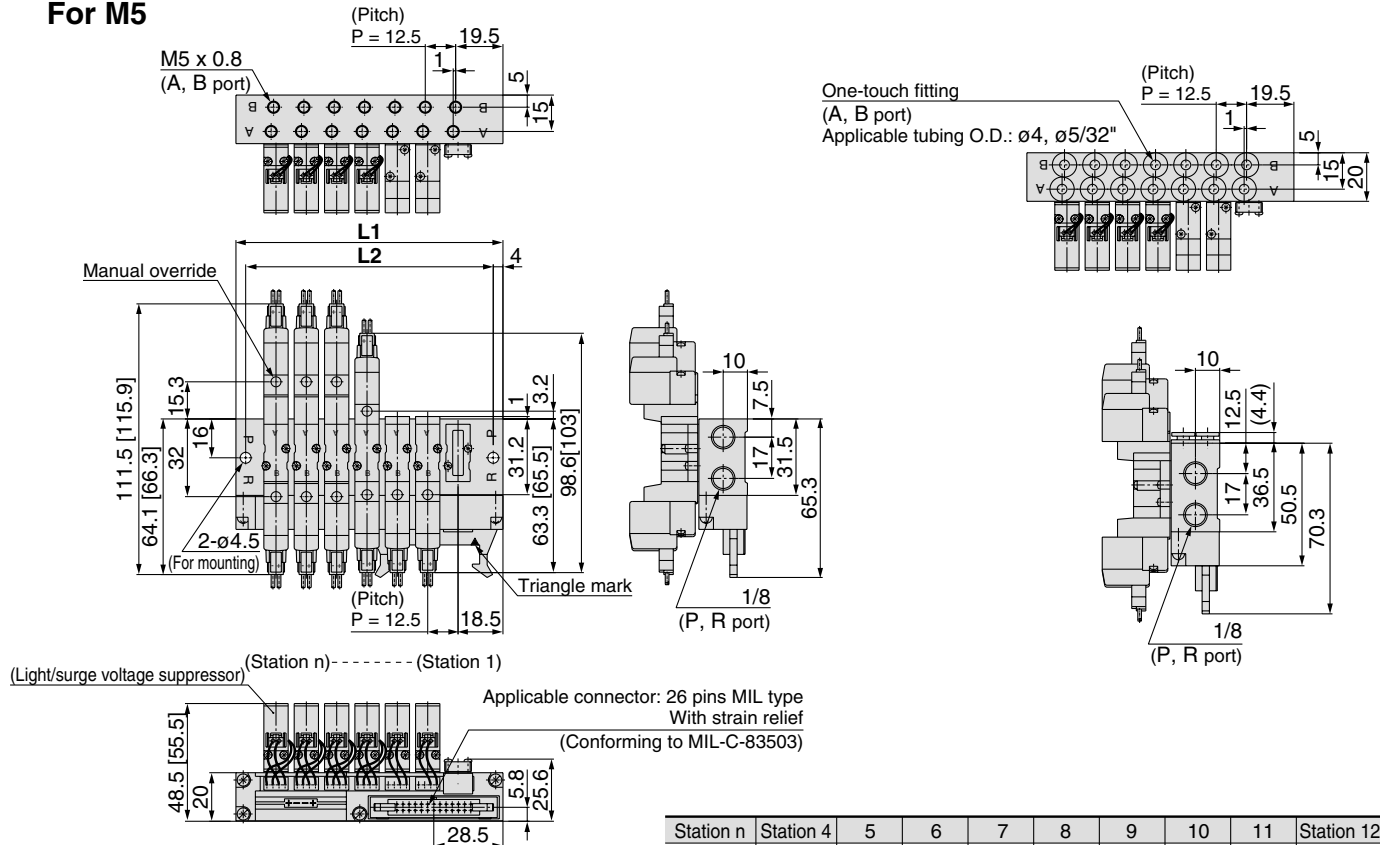 For M5
(Pitch)
P = 12.5
19.5
1
5
15
M5 x 0.8
(A, B port)
B
B
A
A
L1
L2
4
Manual override
111.5 [115.9]
64.1 [66.3]
15.3
16
32
P
R
P
R
2-ø4.5
(For mounting)
1
3.2
31.2
63.3 [65.5]
98.6[103]
Triangle mark
(Pitch)
P = 12.5
18.5
10
7.5
17
31.5
65.3
1/8
(P, R port)
(Station n)--------(Station 1)
(Light/surge voltage suppressor)
Applicable connector: 26 pins MIL type
With strain relief
(Conforming to MIL-C-83503)
48.5 [55.5]
20
5.8
25.6
28.5
One-touch fitting
(A, B port)
Applicable tubing O.D.: ø4, ø5/32"
(Pitch)
P = 12.5
19.5
1
5
15
20
B
B
A
A
10
12.5
(4.4)
17
36.5
50.5
70.3
1/8
(P, R port)
Station n Station 4 5 6 7 8 9 10 11 Station 12